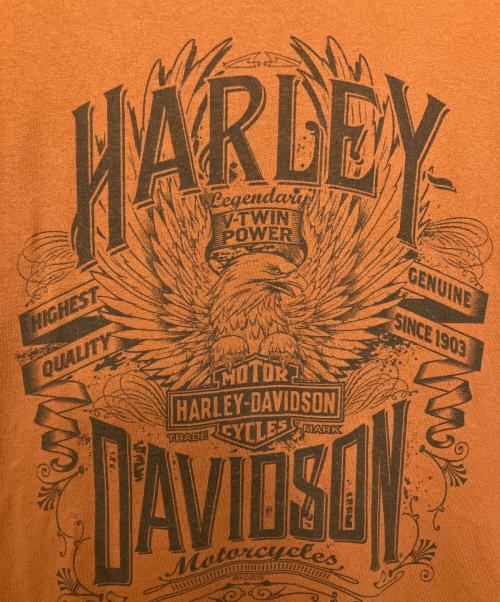 HARLEY-
Legendary
V-TWIN
POWER
HIGHEST
QUALITY
GENUINE
SINCE 1903
MOTOR
HARLEY-DAVIDSON
CYCLES
TRADE MARK
DAVIDSON
Motorcycles